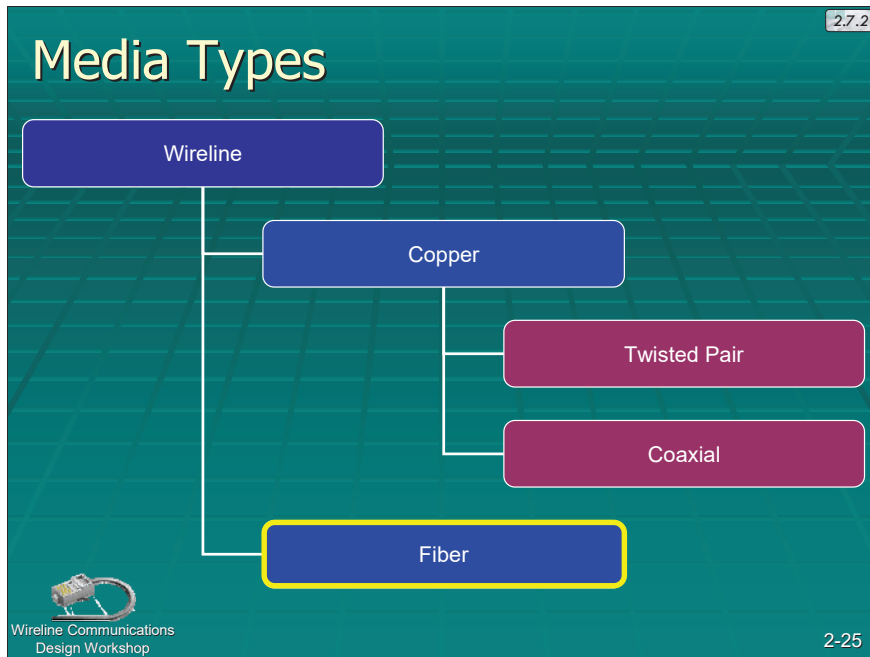 2.7.2
Media Types
Wireline
Copper
Twisted Pair
Coaxial
Fiber
Wireline Communications
Design Workshop
2-25